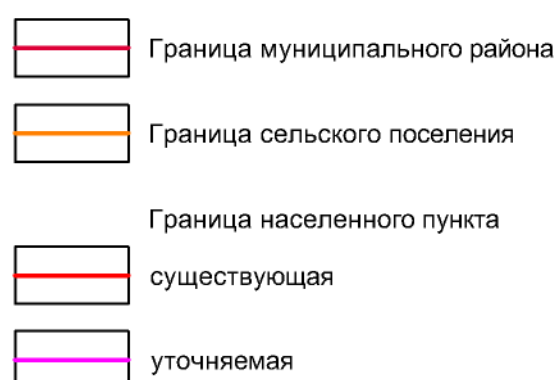 Граница муниципального района
Граница сельского поселения
Граница населенного пункта
существующая
уточняемая